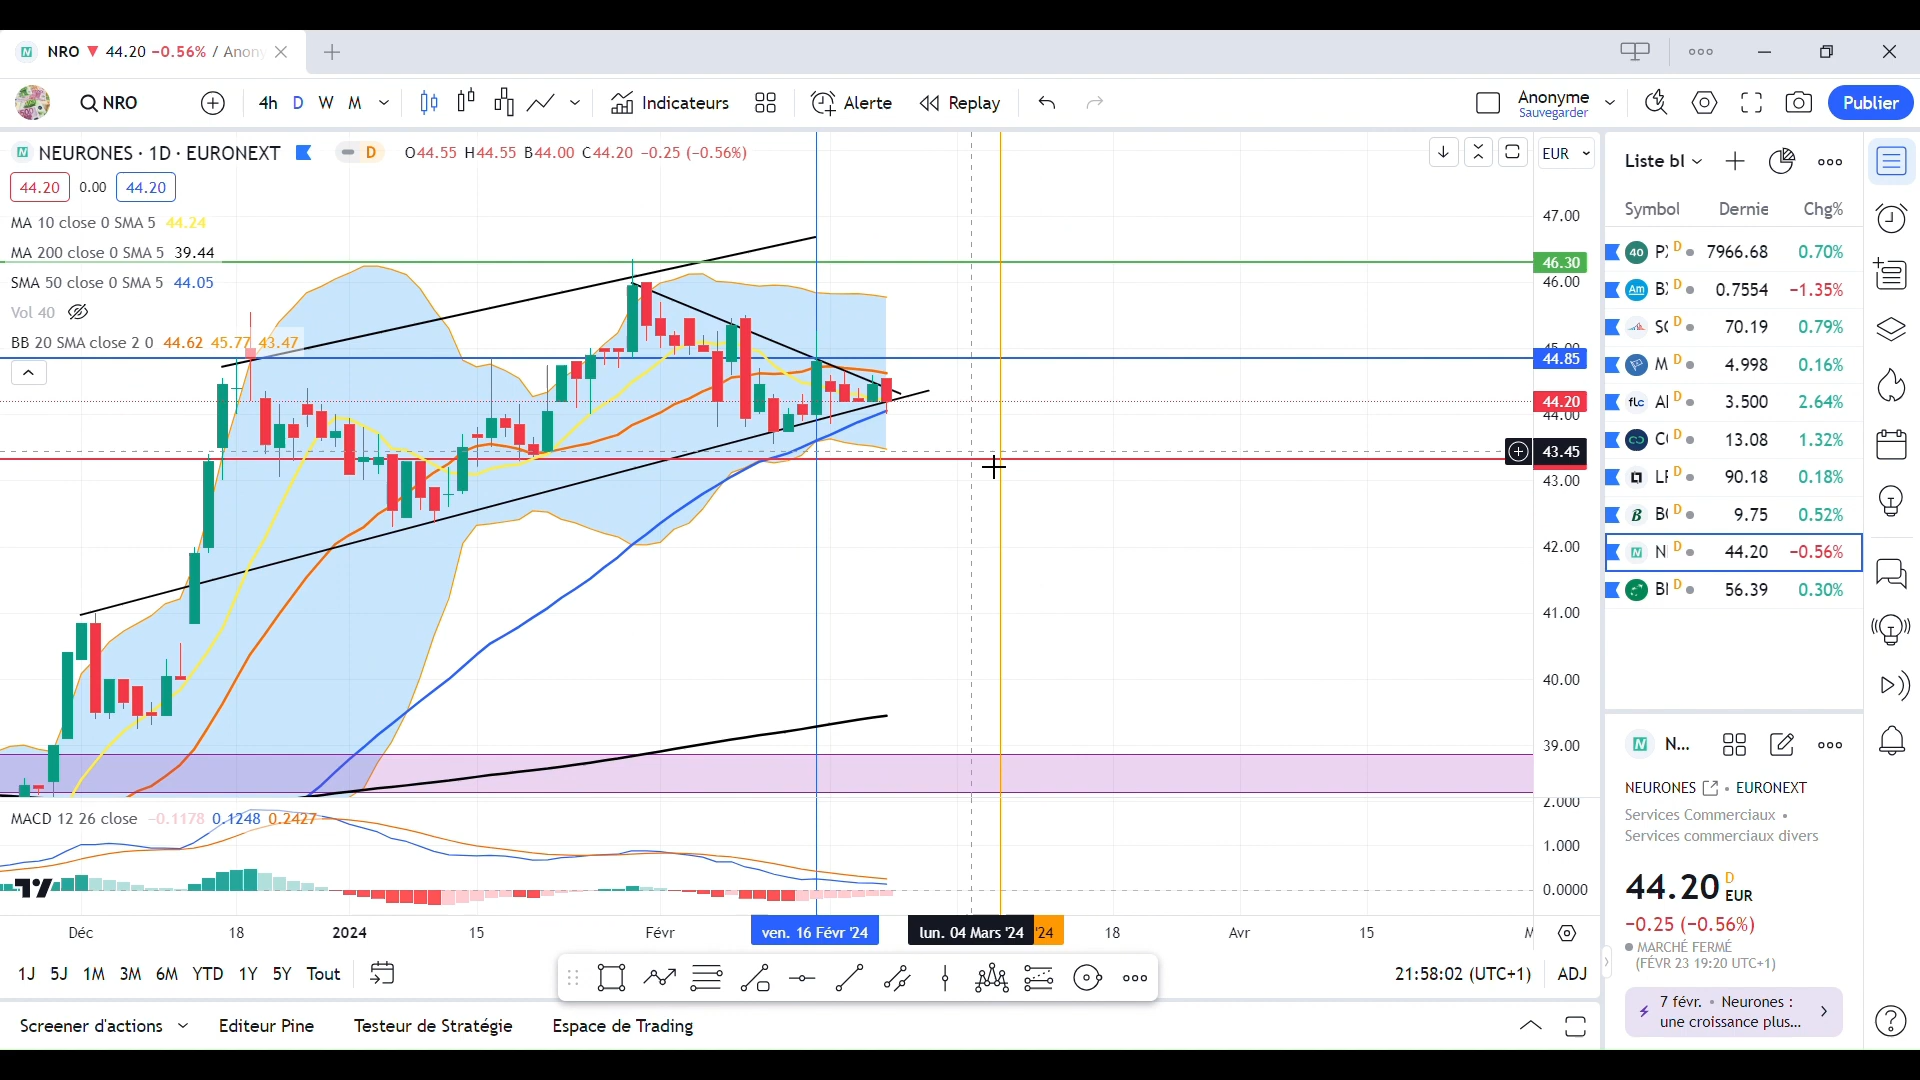 NRO 44.20 -0.56% / Anony
NRO
4h D W M
Indicateurs
Alerte
Replay
Anonyme
Sauvegarder
Publier
NEURONES · 1D · EURONEXT
D
O44.55 H44.55 B44.00 C44.20 -0.25 (-0.56%)
44.20 0.00 44.20
MA 10 close 0 SMA 5 44.24
MA 200 close 0 SMA 5 39.44
SMA 50 close 0 SMA 5 44.05
Vol 40
BB 20 SMA close 2 0 44.62 45.77 43.47
EUR
47.00
46.30
46.00
45.00
44.85
44.20
44.00
43.45
43.00
42.00
41.00
40.00
39.00
MACD 12 26 close -0.1178 0.1248 0.2427
2.000
1.000
0.0000
Déc 18 2024 15 Févr ven. 16 Févr '24 lun. 04 Mars '24 '24 18 Avr 15 M
1J 5J 1M 3M 6M YTD 1Y 5Y Tout
21:58:02 (UTC+1) ADJ
Screener d'actions Editeur Pine Testeur de Stratégie Espace de Trading
Liste bl
Symbol Dernie Chg%
40 D 7966.68 0.70%
Am D 0.7554 -1.35%
D 70.19 0.79%
M D 4.998 0.16%
flc D 3.500 2.64%
D 13.08 1.32%
D 90.18 0.18%
B D 9.75 0.52%
N D 44.20 -0.56%
D 56.39 0.30%
N...
NEURONES • EURONEXT
Services Commerciaux •
Services commerciaux divers
44.20 D EUR
-0.25 (-0.56%)
MARCHÉ FERMÉ
(FÉVR 23 19:20 UTC+1)
7 févr. • Neurones :
une croissance plus...